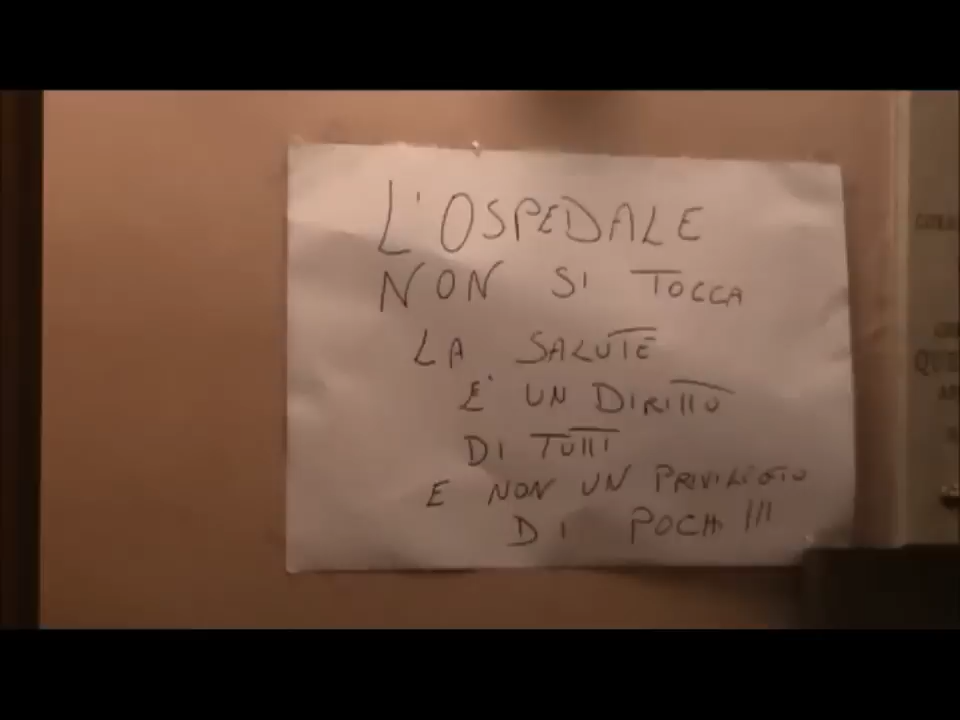 L'OSPEDALE
NON SI TOCCA
LA SALUTE
E' UN DIRITTO
DI TUTTI
E NON UN PRIVILEGIO
DI POCHI !!!